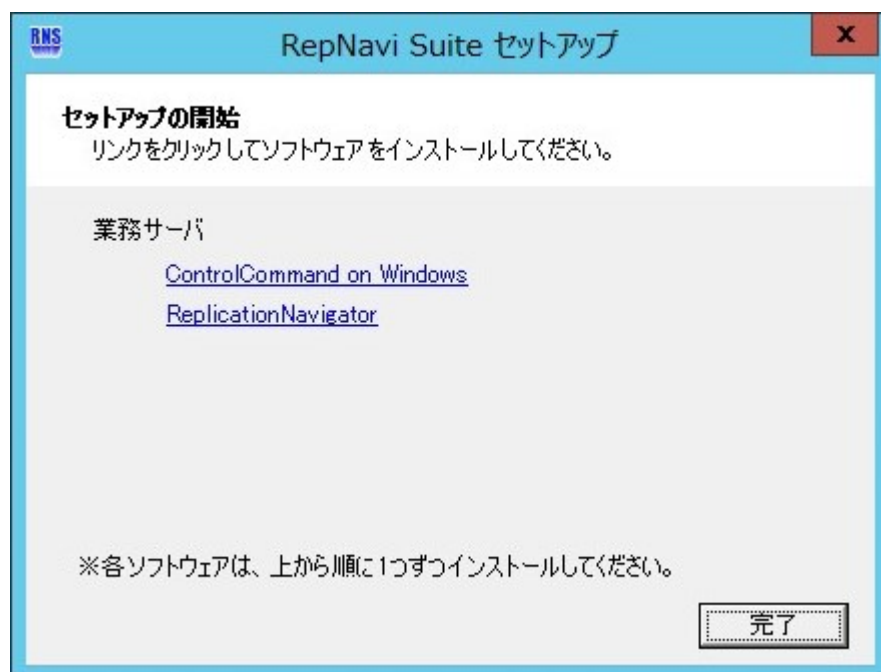 RNS
RepNavi Suite セットアップ
x
セットアップの開始
リンクをクリックしてソフトウェアをインストールしてください。
業務サーバ
ControlCommand on Windows
ReplicationNavigator
※各ソフトウェアは、上から順に1つずつインストールしてください。
完了